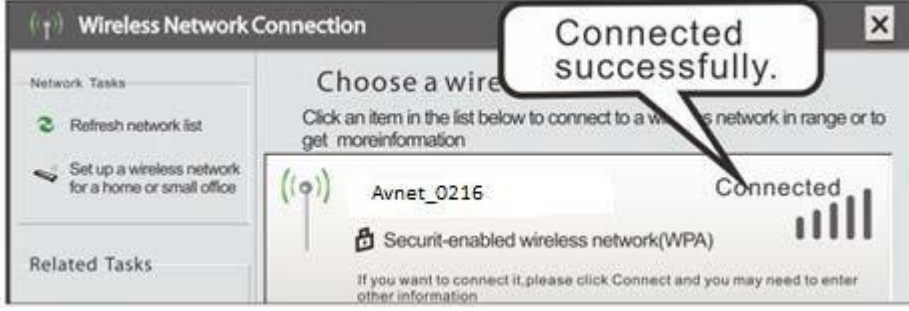 Wireless Network Connection
Connected
successfully.
Network Tasks
Refresh network list
Set up a wireless network
for a home or small office
Related Tasks
Choose a wire
Click an item in the list below to connect to a w s network in range or to
get moreinformation
Avnet_0216
Connected
Securit-enabled wireless network(WPA)
If you want to connect it,please click Connect and you may need to enter
other information